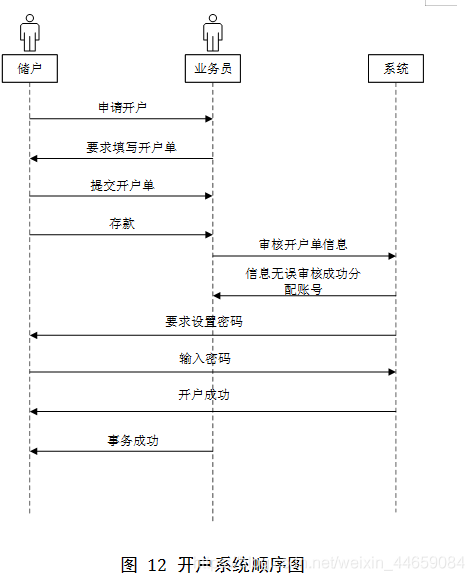 储户
业务员
系统
申请开户
要求填写开户单
提交开户单
存款
审核开户单信息
信息无误审核成功分
配账号
要求设置密码
输入密码
开户成功
事务成功
图 12 开户系统顺序图
net/weixin_44659084